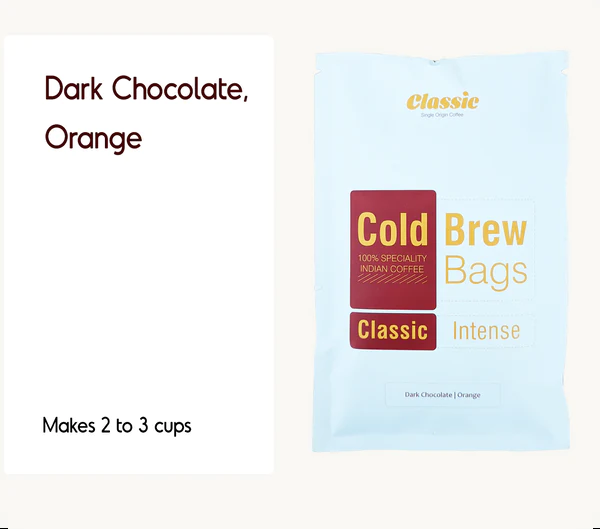 Dark Chocolate,
Orange
Makes 2 to 3 cups
Classic
Single Origin Coffee
Cold Brew
100% SPECIALITY
INDIAN COFFEE
Bags
Classic Intense
Dark Chocolate | Orange